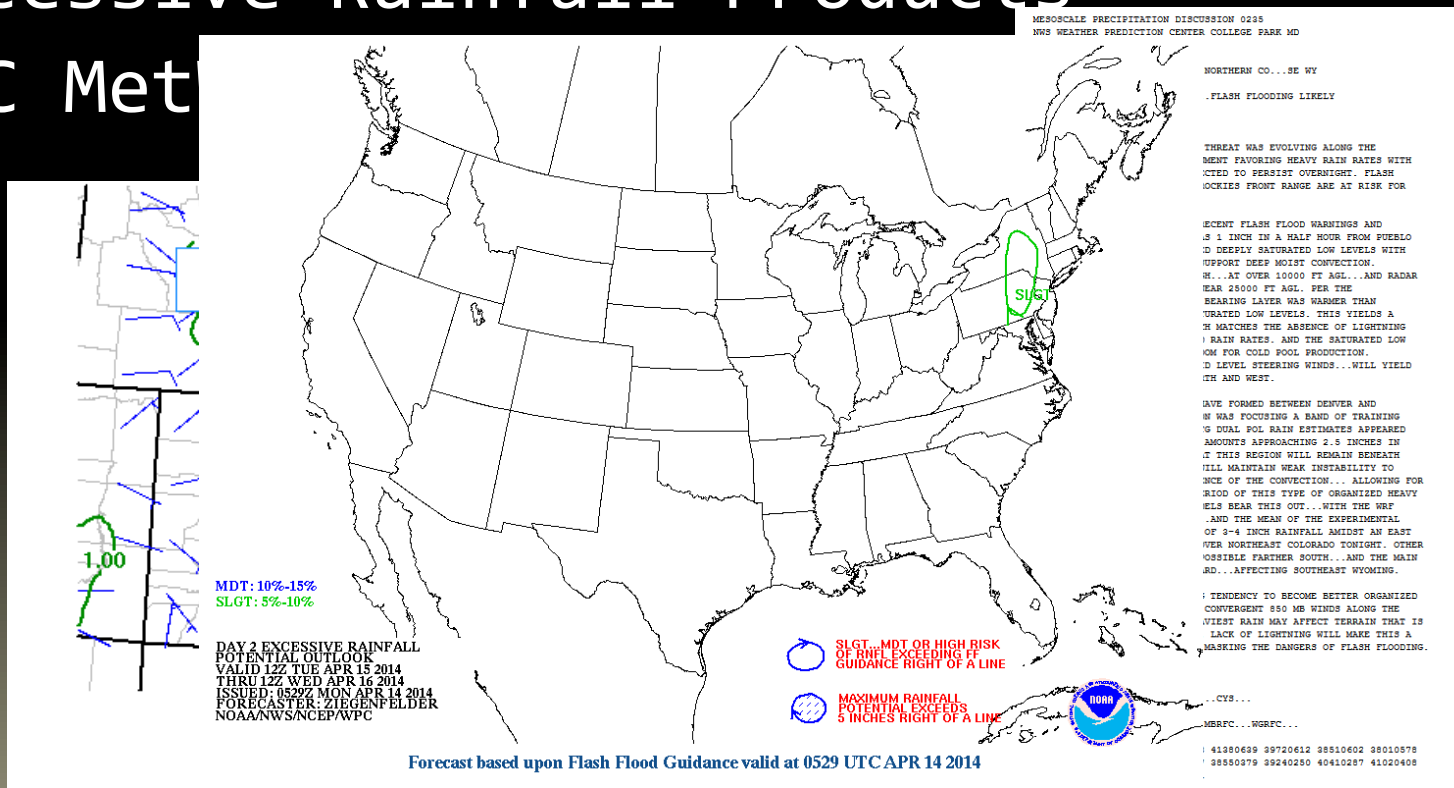 Excessive Rainfall Products
C Met
MESOSCALE PRECIPITATION DISCUSSION 0235
NWS WEATHER PREDICTION CENTER COLLEGE PARK MD
NORTHERN CO...SE WY
.FLASH FLOODING LIKELY
THREAT WAS EVOLVING ALONG THE
MENT FAVORING HEAVY RAIN RATES WITH
CTED TO PERSIST OVERNIGHT. FLASH
OCKIES FRONT RANGE ARE AT RISK FOR
ECENT FLASH FLOOD WARNINGS AND
S 1 INCH IN A HALF HOUR FROM PUEBLO
D DEEPLY SATURATED LOW LEVELS WITH
UPPORT DEEP MOIST CONVECTION.
H...AT OVER 10000 FT AGL...AND RADAR
EAR 25000 FT AGL. PER THE
BEARING LAYER WAS WARMER THAN
URATED LOW LEVELS. THIS YIELDS A
H MATCHES THE ABSENCE OF LIGHTNING
RAIN RATES. AND THE SATURATED LOW
OM FOR COLD POOL PRODUCTION.
D LEVEL STEERING WINDS...WILL YIELD
TH AND WEST.
AVE FORMED BETWEEN DENVER AND
N WAS FOCUSING A BAND OF TRAINING
G DUAL POL RAIN ESTIMATES APPEARED
AMOUNTS APPROACHING 2.5 INCHES IN
T THIS REGION WILL REMAIN BENEATH
ILL MAINTAIN WEAK INSTABILITY TO
NCE OF THE CONVECTION... ALLOWING FOR
RIOD OF THIS TYPE OF ORGANIZED HEAVY
ELS BEAR THIS OUT...WITH THE WRF
..AND THE MEAN OF THE EXPERIMENTAL
OF 3-4 INCH RAINFALL AMIDST AN EAST
VER NORTHEAST COLORADO TONIGHT. OTHER
OSSIBLE FARTHER SOUTH...AND THE MAIN
RD...AFFECTING SOUTHEAST WYOMING.
TENDENCY TO BECOME BETTER ORGANIZED
CONVERGENT 850 MB WINDS ALONG THE
VIEST RAIN MAY AFFECT TERRAIN THAT IS
LACK OF LIGHTNING WILL MAKE THIS A
MASKING THE DANGERS OF FLASH FLOODING.
..CYS...
MBRFC...WGRFC...
41380639 39720612 38510602 38010578
38550379 39240250 40410287 41020408
1.00
SLGT
MDT: 10%-15%
SLGT: 5%-10%
DAY 2 EXCESSIVE RAINFALL
POTENTIAL OUTLOOK
VALID 12Z TUE APR 15 2014
THRU 12Z WED APR 16 2014
ISSUED: 0529Z MON APR 14 2014
FORECASTER: ZIEGENFELDER
NOAA/NWS/NCEP/WPC
SLGT...MDT OR HIGH RISK
OF RNFL EXCEEDING FF
GUIDANCE RIGHT OF A LINE
MAXIMUM RAINFALL
POTENTIAL EXCEEDS
5 INCHES RIGHT OF A LINE
NOAA
Forecast based upon Flash Flood Guidance valid at 0529 UTC APR 14 2014